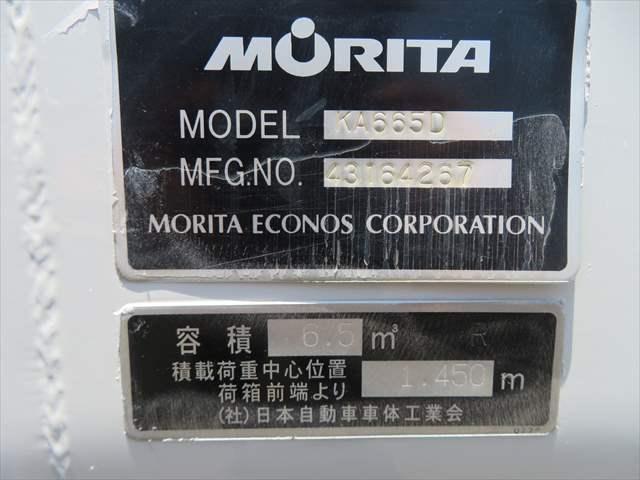 MORITA
MODEL KA665D
MFG.NO. 43164267
MORITA ECONOS CORPORATION
容積 6.5 m³ R
積載荷重中心位置
荷箱前端より 1.450 m
(社)日本自動車車体工業会